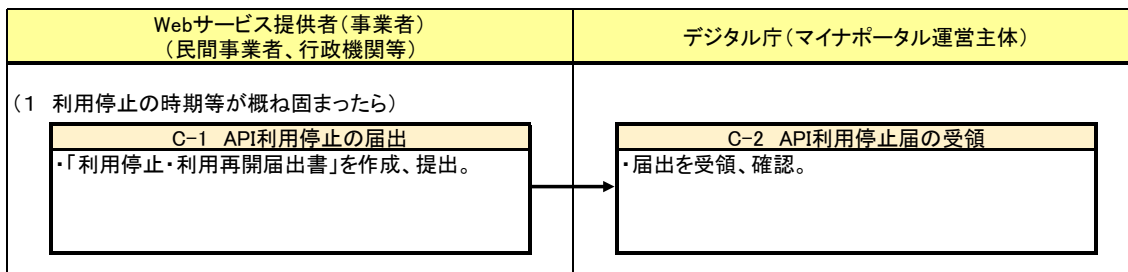 Webサービス提供者(事業者)
(民間事業者、行政機関等)
デジタル庁(マイナポータル運営主体)
(1 利用停止の時期等が概ね固まったら)
C-1 API利用停止の届出
・「利用停止・利用再開届出書」を作成、提出。
C-2 API利用停止届の受領
・届出を受領、確認。